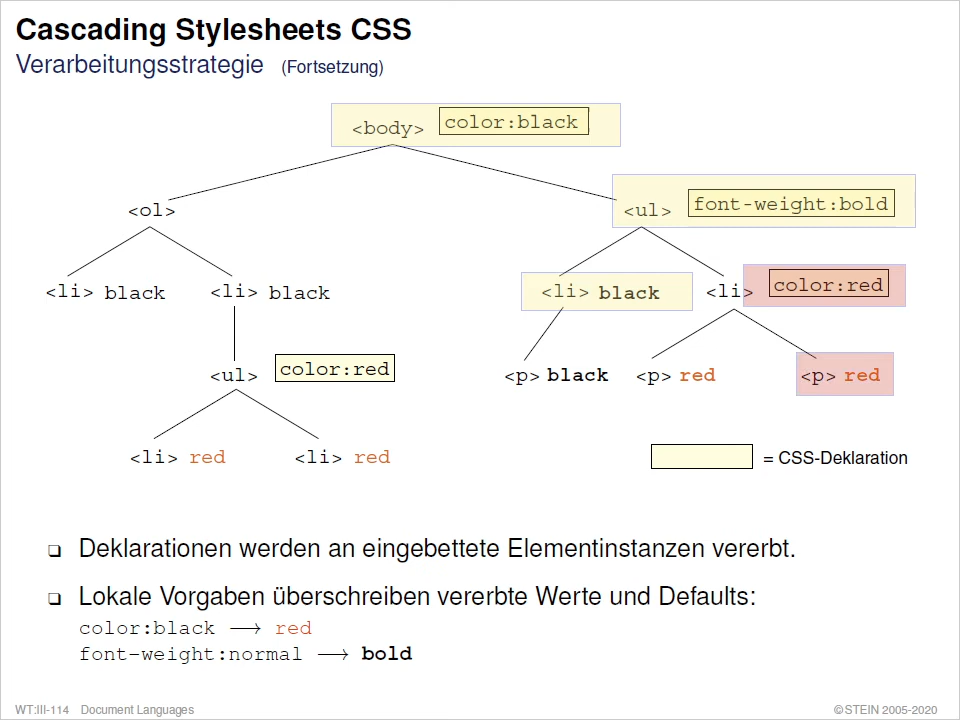 Cascading Stylesheets CSS
Verarbeitungsstrategie (Fortsetzung)
<body> color:black
<ol> <ul> font-weight:bold
<li> black <li> black <li> black <li> color:red
<ul> color:red <p> black <p> red <p> red
<li> red <li> red
= CSS-Deklaration
❑ Deklarationen werden an eingebettete Elementinstanzen vererbt.
❑ Lokale Vorgaben überschreiben vererbte Werte und Defaults:
color:black → red
font-weight:normal → bold
WT:III-114 Document Languages ©STEIN 2005-2020